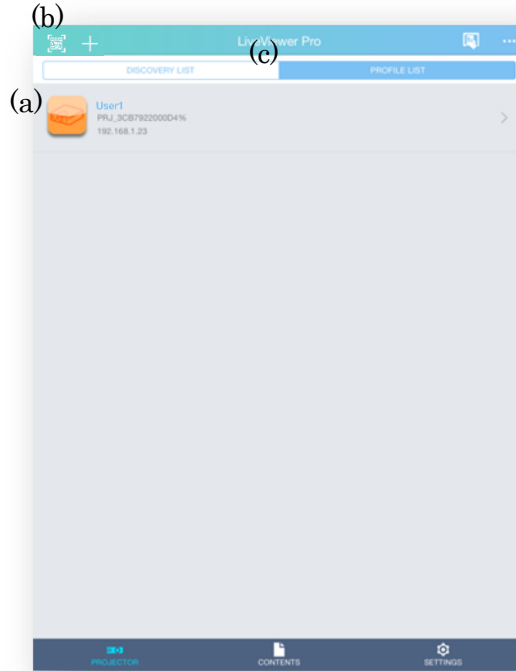 (b)
LiveViewer Pro
(c)
DISCOVERY LIST PROFILE LIST
(a)
User1
PRJ_3CB7922000D4%
192.168.1.23
PROJECTOR CONTENTS SETTINGS